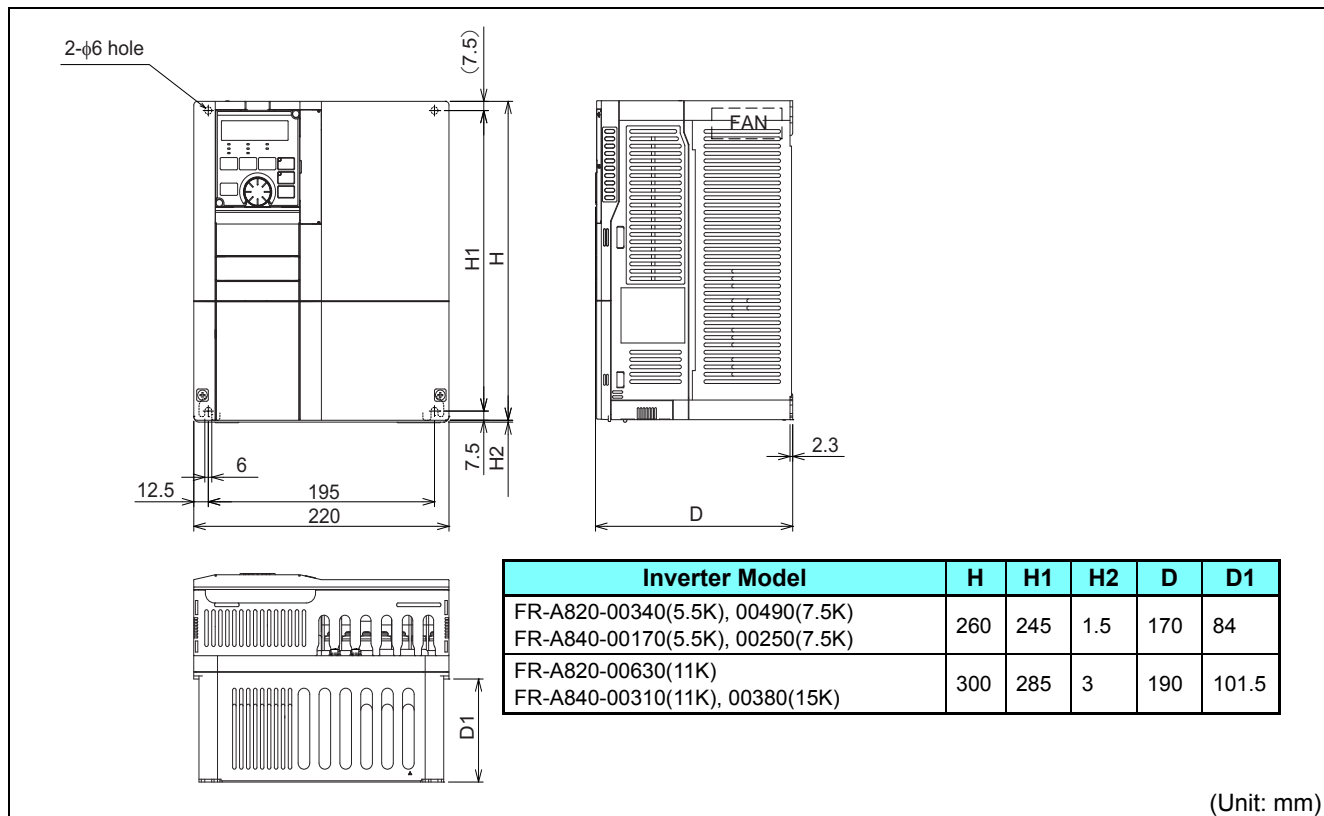 2-ϕ6 hole
(7.5)
FAN
H1
H
7.5
H2
6
12.5
195
220
2.3
D
D1
Inverter Model H H1 H2 D D1
FR-A820-00340(5.5K), 00490(7.5K)
FR-A840-00170(5.5K), 00250(7.5K)
260 245 1.5 170 84
FR-A820-00630(11K)
FR-A840-00310(11K), 00380(15K)
300 285 3 190 101.5
(Unit: mm)